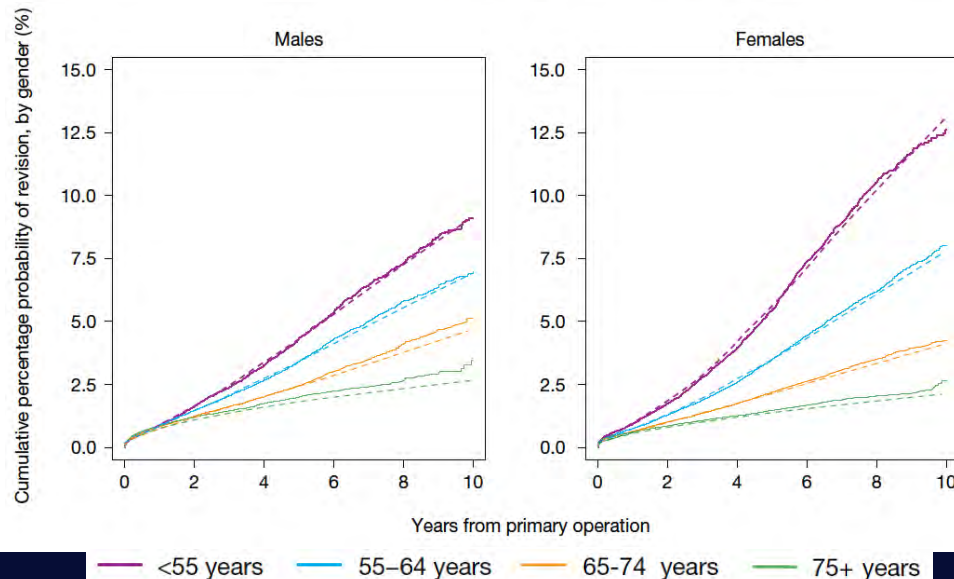 Cumulative percentage probability of revision, by gender (%)
Males
Females
15.0
12.5
10.0
7.5
5.0
2.5
0.0
0 2 4 6 8 10
15.0
12.5
10.0
7.5
5.0
2.5
0.0
0 2 4 6 8 10
Years from primary operation
<55 years 55–64 years 65-74 years 75+ years